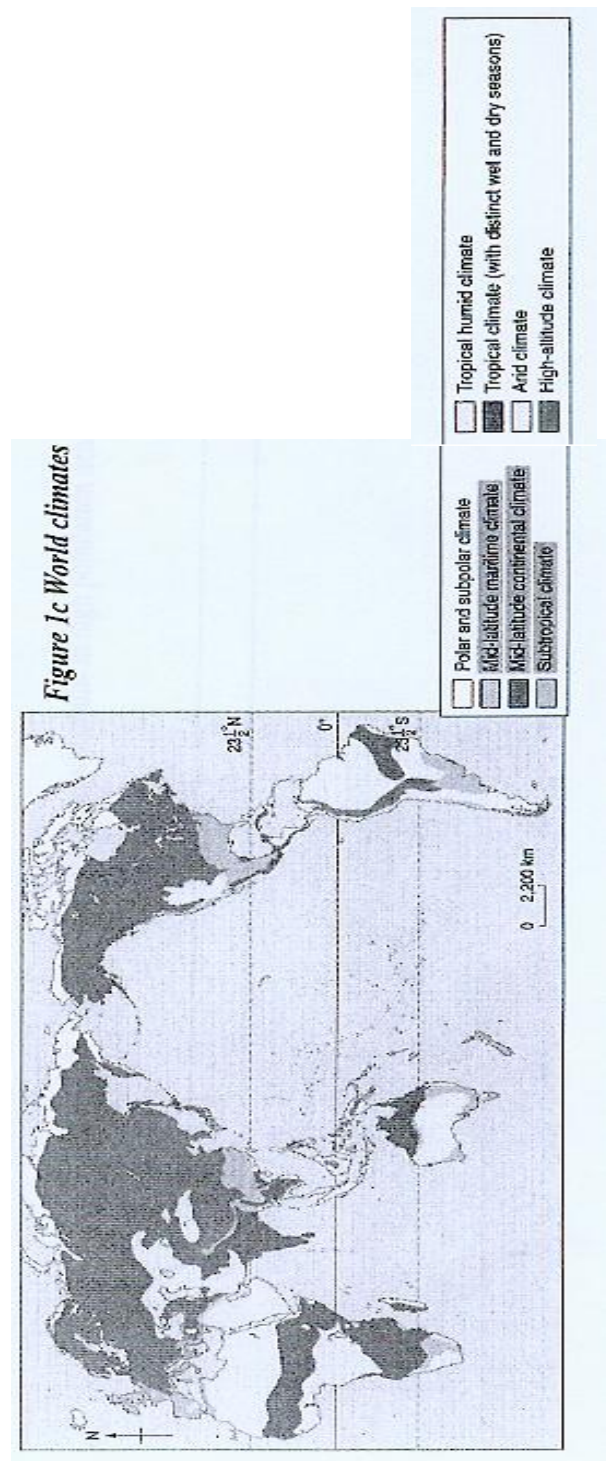 Figure 1c World climates
N
23½°N
0°
23½°S
0 2,200 km
Polar and subpolar climate
Mid-latitude maritime climate
Mid-latitude continental climate
Subtropical climate
Tropical humid climate
Tropical climate (with distinct wet and dry seasons)
Arid climate
High-altitude climate